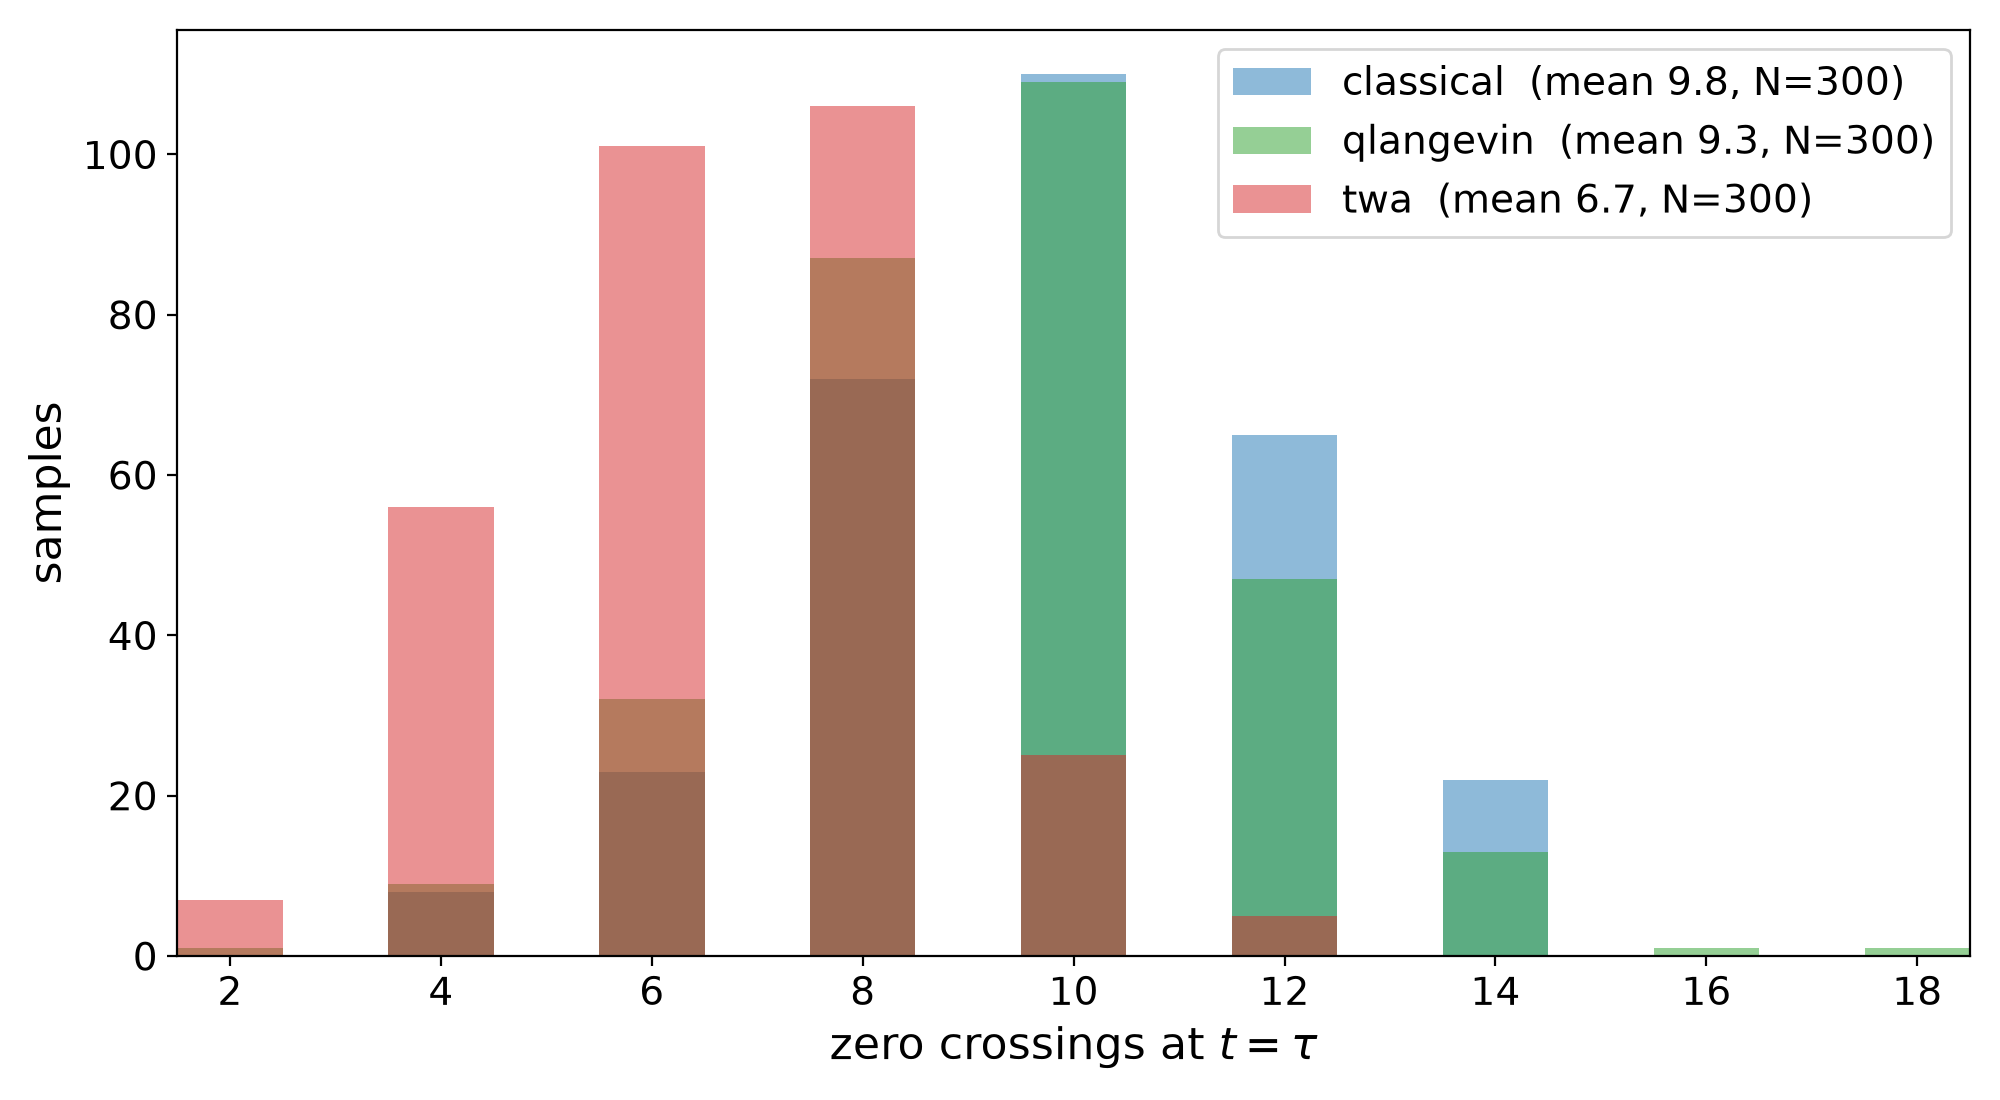 classical  (mean 9.8, N=300)
qlangevin  (mean 9.3, N=300)
twa  (mean 6.7, N=300)
samples
100
80
60
40
20
0
2 4 6 8 10 12 14 16 18
zero crossings at t = τ